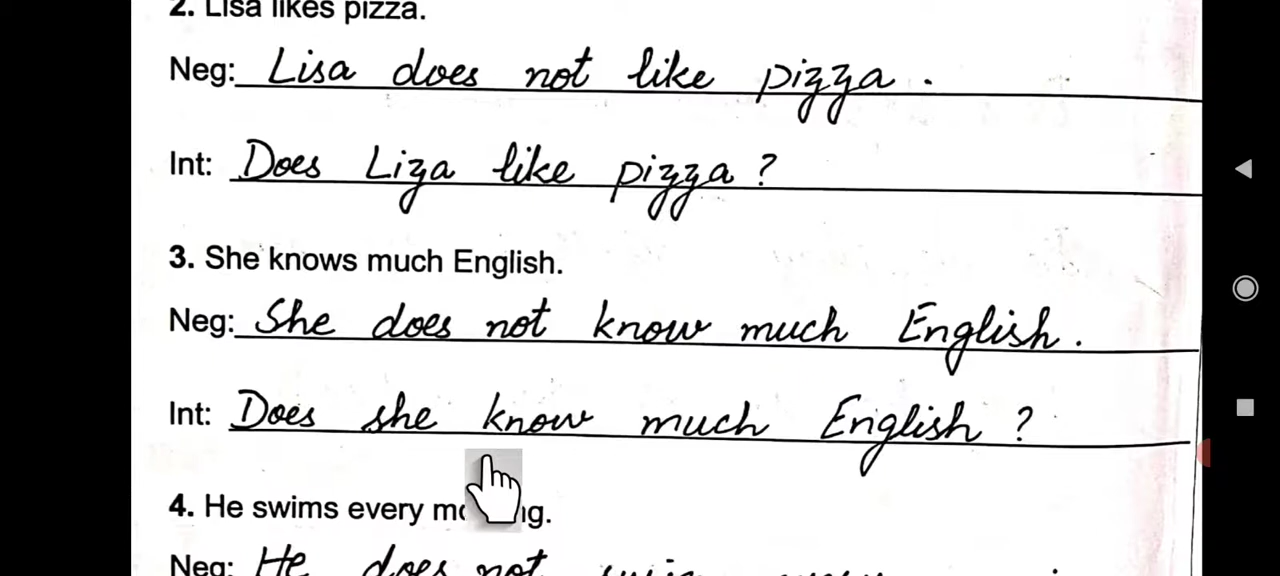 2. Lisa likes pizza.
Neg: Lisa does not like pizza.
Int: Does Liza like pizza?
3. She knows much English.
Neg: She does not know much English.
Int: Does she know much English?
4. He swims every
Neg: He does not swim every